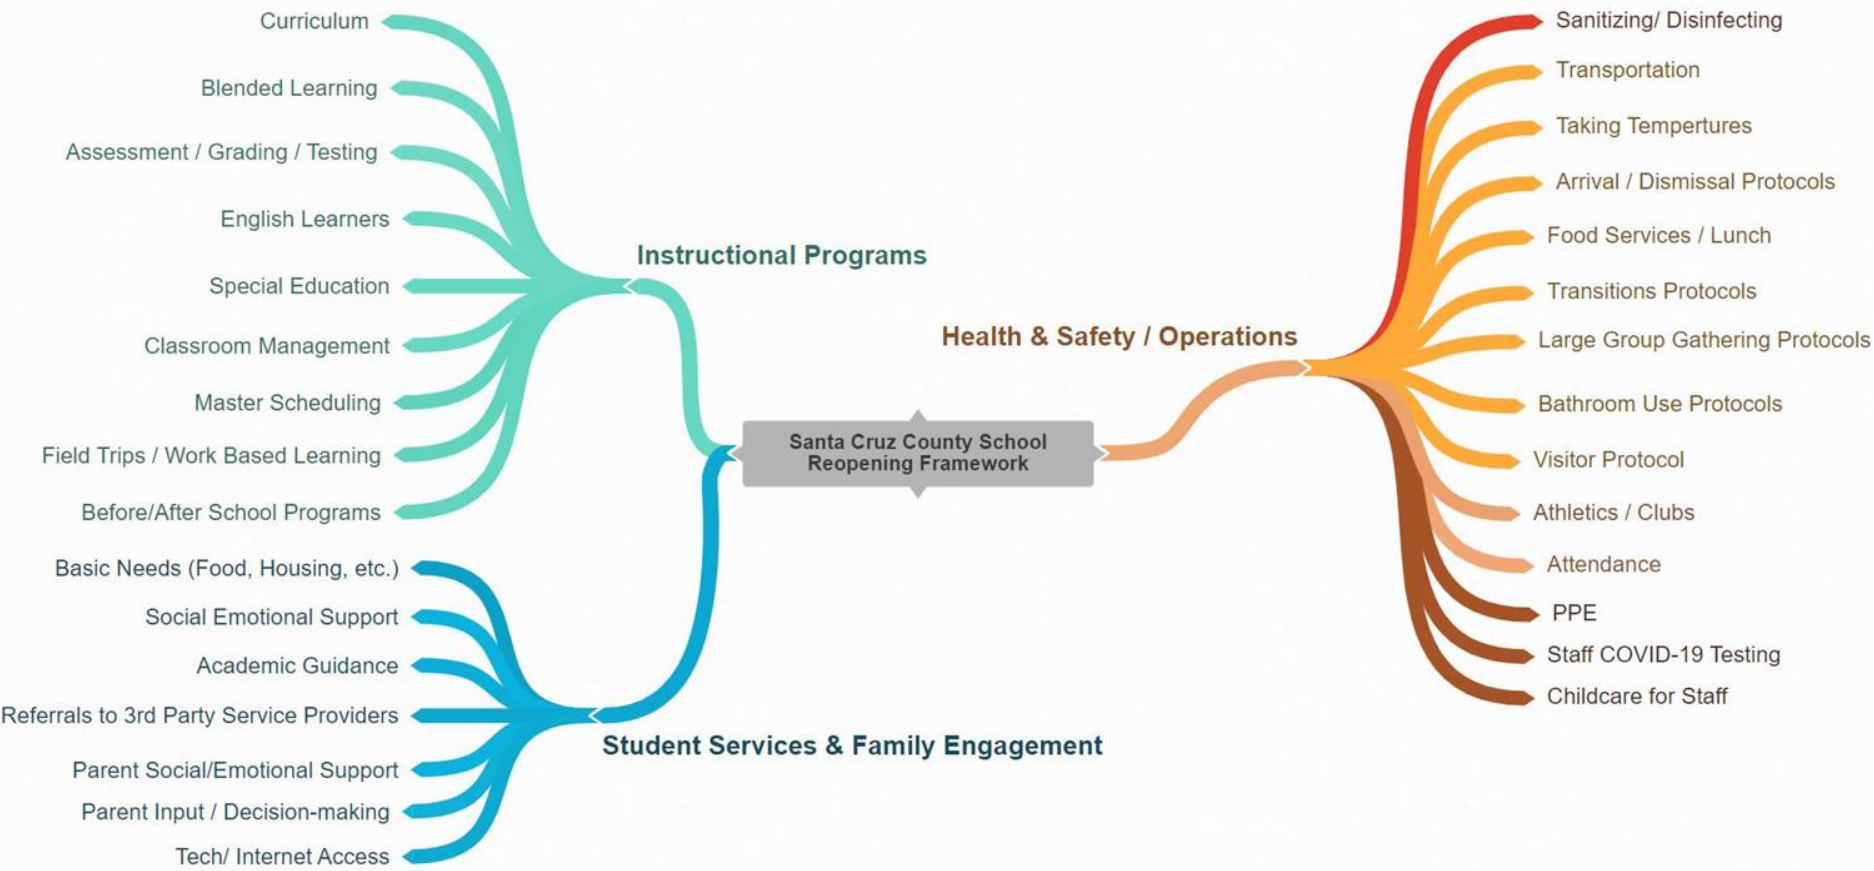 Curriculum
Blended Learning
Assessment / Grading / Testing
English Learners
Special Education
Classroom Management
Master Scheduling
Field Trips / Work Based Learning
Before/After School Programs
Instructional Programs
Basic Needs (Food, Housing, etc.)
Social Emotional Support
Academic Guidance
Referrals to 3rd Party Service Providers
Parent Social/Emotional Support
Parent Input / Decision-making
Tech/ Internet Access
Student Services & Family Engagement
Santa Cruz County School
Reopening Framework
Health & Safety / Operations
Sanitizing/ Disinfecting
Transportation
Taking Tempertures
Arrival / Dismissal Protocols
Food Services / Lunch
Transitions Protocols
Large Group Gathering Protocols
Bathroom Use Protocols
Visitor Protocol
Athletics / Clubs
Attendance
PPE
Staff COVID-19 Testing
Childcare for Staff